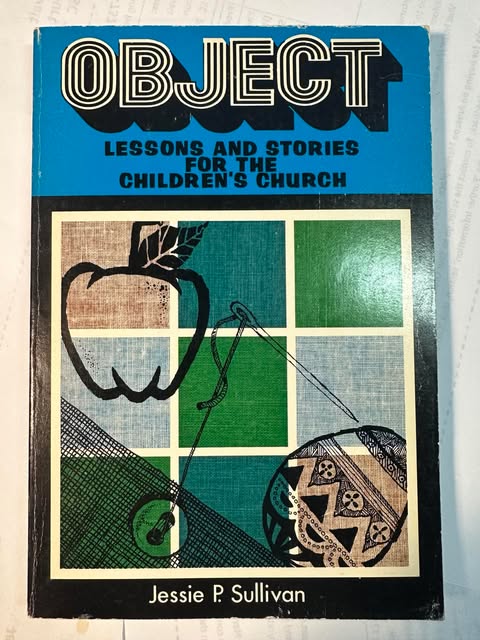 OBJECT
LESSONS AND STORIES
FOR THE
CHILDREN'S CHURCH
Jessie P. Sullivan